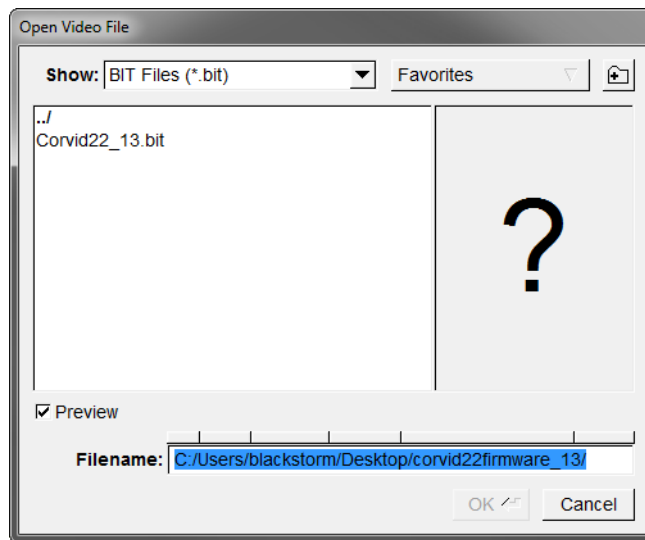 Open Video File
Show: BIT Files (*.bit) Favorites
../
Corvid22_13.bit
?
Preview
Filename: C:/Users/blackstorm/Desktop/corvid22firmware_13/
OK Cancel